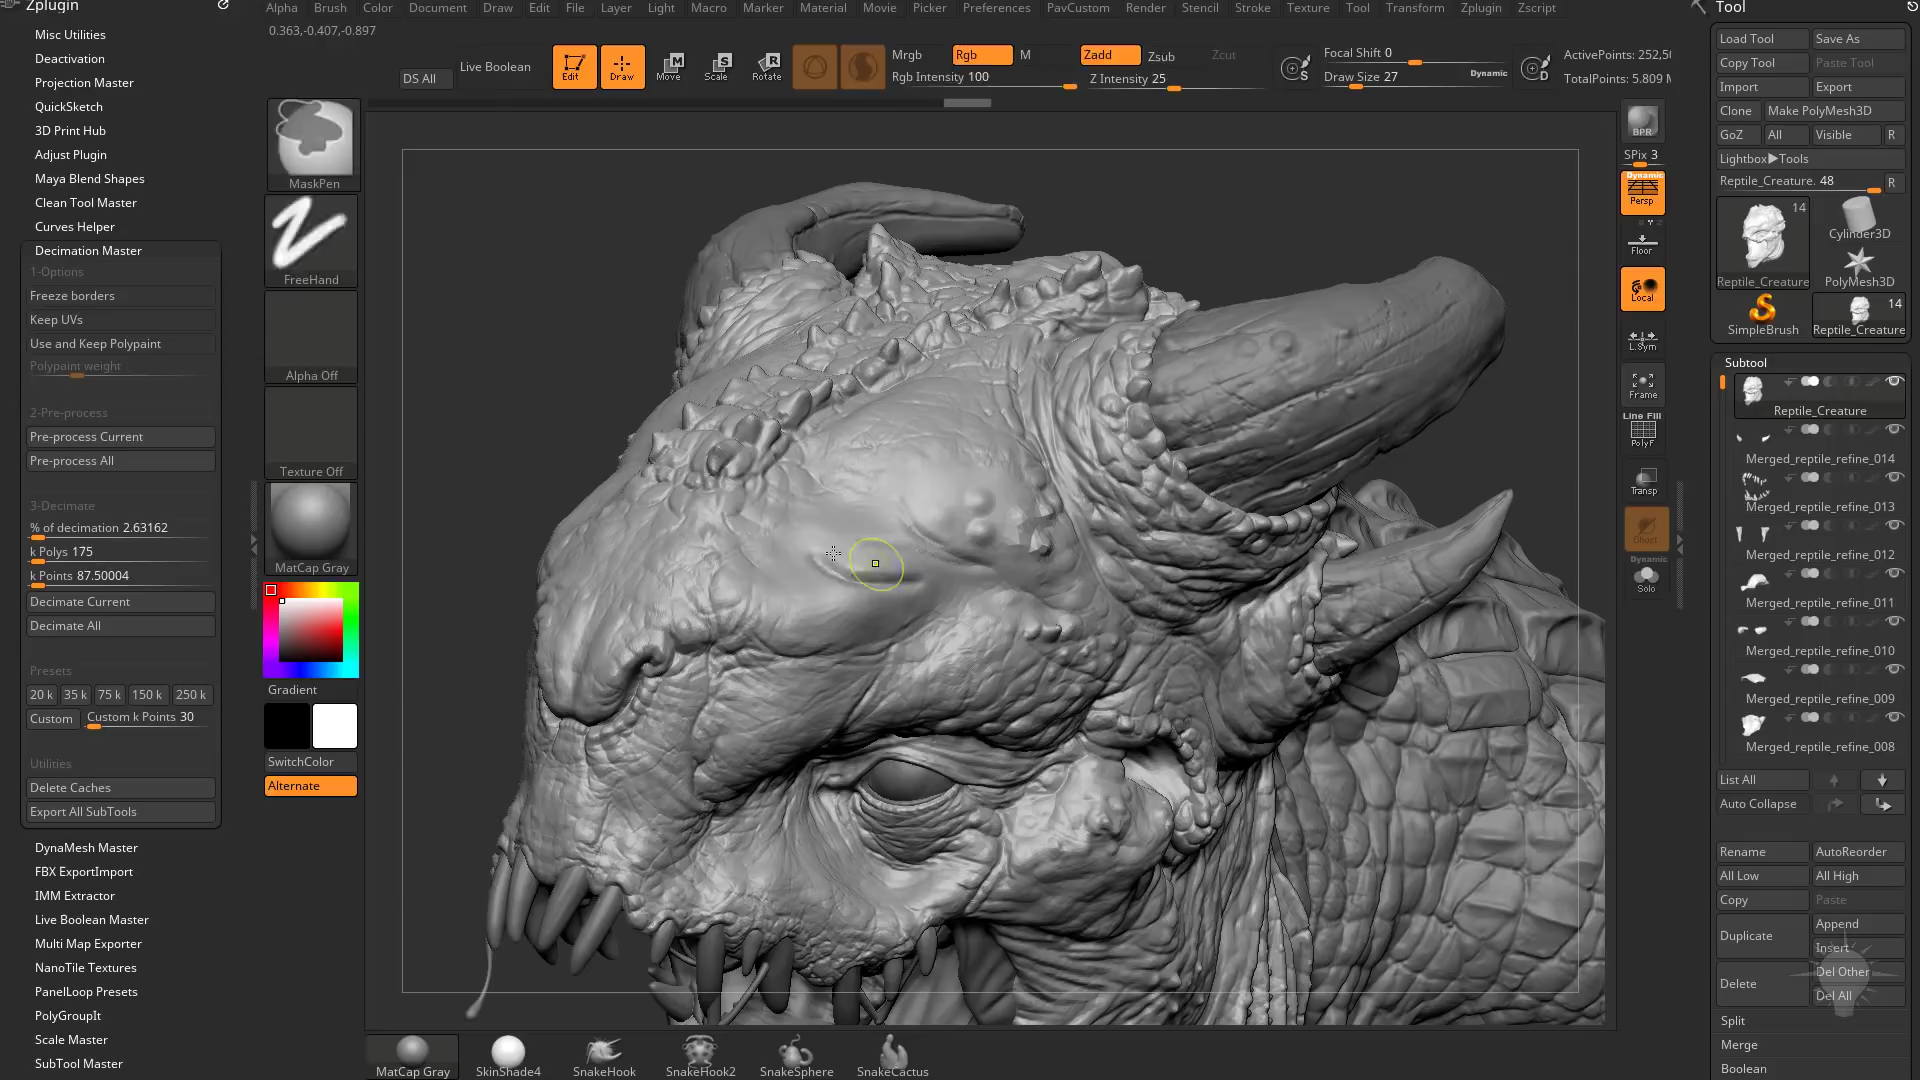 Zplugin
Misc Utilities
Deactivation
Projection Master
QuickSketch
3D Print Hub
Adjust Plugin
Maya Blend Shapes
Clean Tool Master
Curves Helper
Decimation Master
1-Options
Freeze borders
Keep UVs
Use and Keep Polypaint
Polypaint weight
2-Pre-process
Pre-process Current
Pre-process All
3-Decimate
% of decimation 2.63162
k Polys 175
k Points 87.50004
Decimate Current
Decimate All
Presets
20 k 35 k 75 k 150 k 250 k
Custom Custom k Points 30
Utilities
Delete Caches
Export All SubTools
DynaMesh Master
FBX ExportImport
IMM Extractor
Live Boolean Master
Multi Map Exporter
NanoTile Textures
PanelLoop Presets
PolyGroupIt
Scale Master
SubTool Master
Alpha Brush Color Document Draw Edit File Layer Light Macro Marker Material Movie Picker Preferences PavCustom Render Stencil Stroke Texture Tool Transform Zplugin Zscript
0.363,-0.407,-0.897
DS All
Live Boolean
Edit
Draw
Move
Scale
Rotate
Mrgb Rgb M
Rgb Intensity 100
Zadd Zsub Zcut
Z Intensity 25
S
Focal Shift 0
Draw Size 27
Dynamic
D
ActivePoints: 252,50
TotalPoints: 5.809 M
MaskPen
FreeHand
Alpha Off
Texture Off
MatCap Gray
Gradient
SwitchColor
Alternate
MatCap Gray
SkinShade4
SnakeHook
SnakeHook2
SnakeSphere
SnakeCactus
BPR
SPix 3
Dynamic
Persp
Floor
Local
L.Sym
Frame
Line Fill
PolyF
Transp
Ghost
Dynamic
Solo
Tool
Load Tool Save As
Copy Tool Paste Tool
Import Export
Clone Make PolyMesh3D
GoZ All Visible R
Lightbox▶Tools
Reptile_Creature. 48 R
14
Reptile_Creature
Cylinder3D
PolyMesh3D
SimpleBrush
14
Reptile_Creature
Subtool
Reptile_Creature
Merged_reptile_refine_014
Merged_reptile_refine_013
Merged_reptile_refine_012
Merged_reptile_refine_011
Merged_reptile_refine_010
Merged_reptile_refine_009
Merged_reptile_refine_008
List All
Auto Collapse
Rename AutoReorder
All Low All High
Copy Paste
Duplicate
Append
Insert
Delete
Del Other
Del All
Split
Merge
Boolean